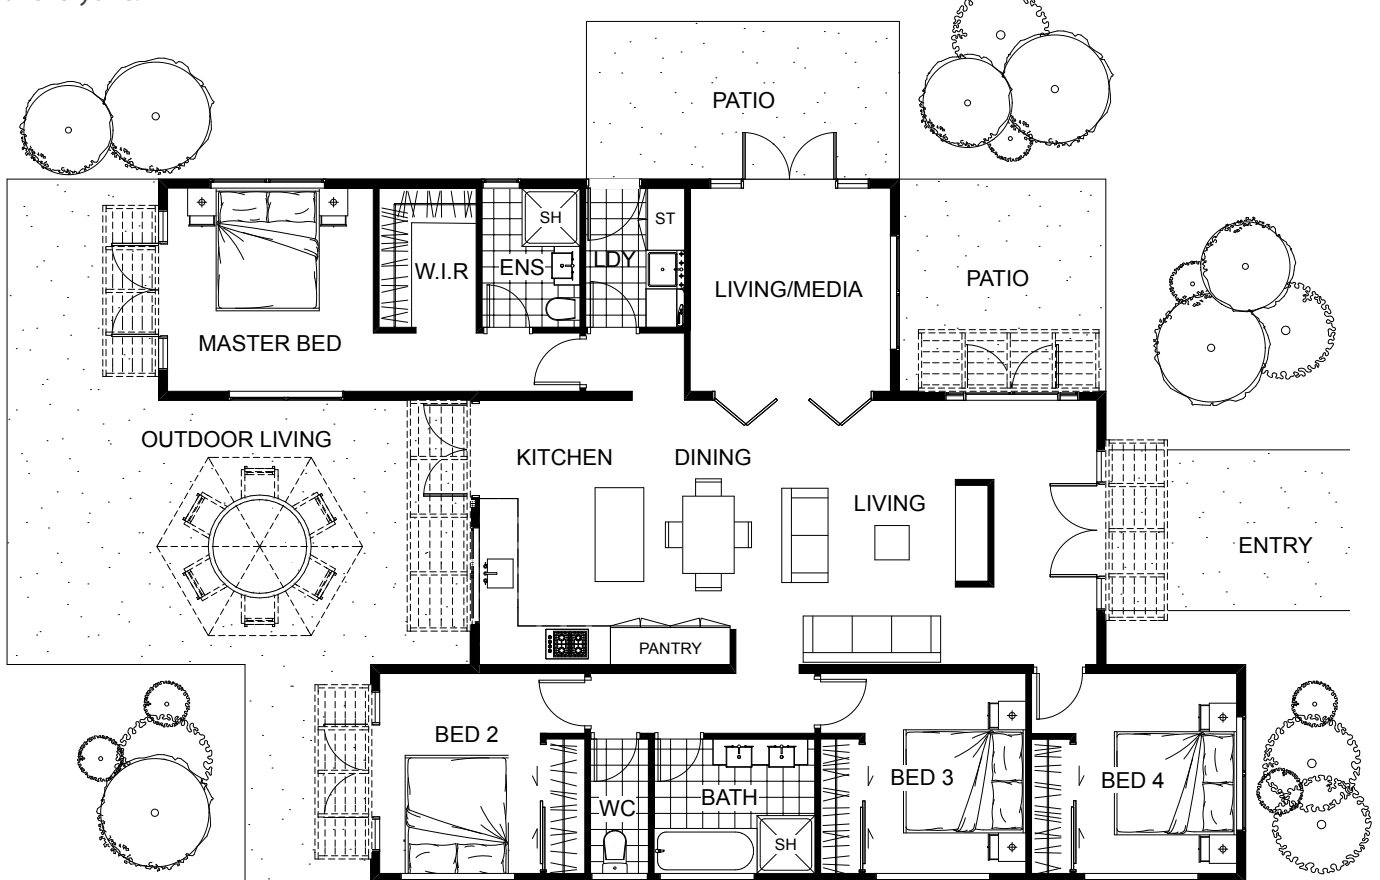 PATIO
SH
ST
W.I.R
ENS
LDY
PATIO
LIVING/MEDIA
MASTER BED
OUTDOOR LIVING
KITCHEN
DINING
LIVING
ENTRY
PANTRY
BED 2
BED 3
BED 4
BATH
WC
SH